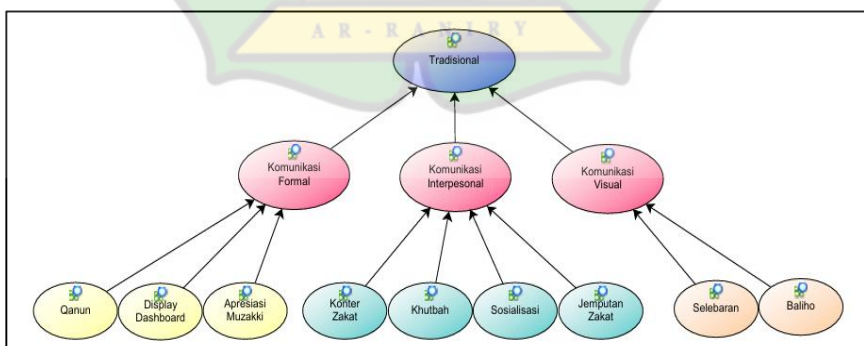 AR-RANIRY
Tradisional
Komunikasi
Formal
Komunikasi
Interpesonal
Komunikasi
Visual
Qanun
Display
Dashboard
Apresiasi
Muzakki
Konter
Zakat
Khutbah
Sosialisasi
Jemputan
Zakat
Selebaran
Baliho